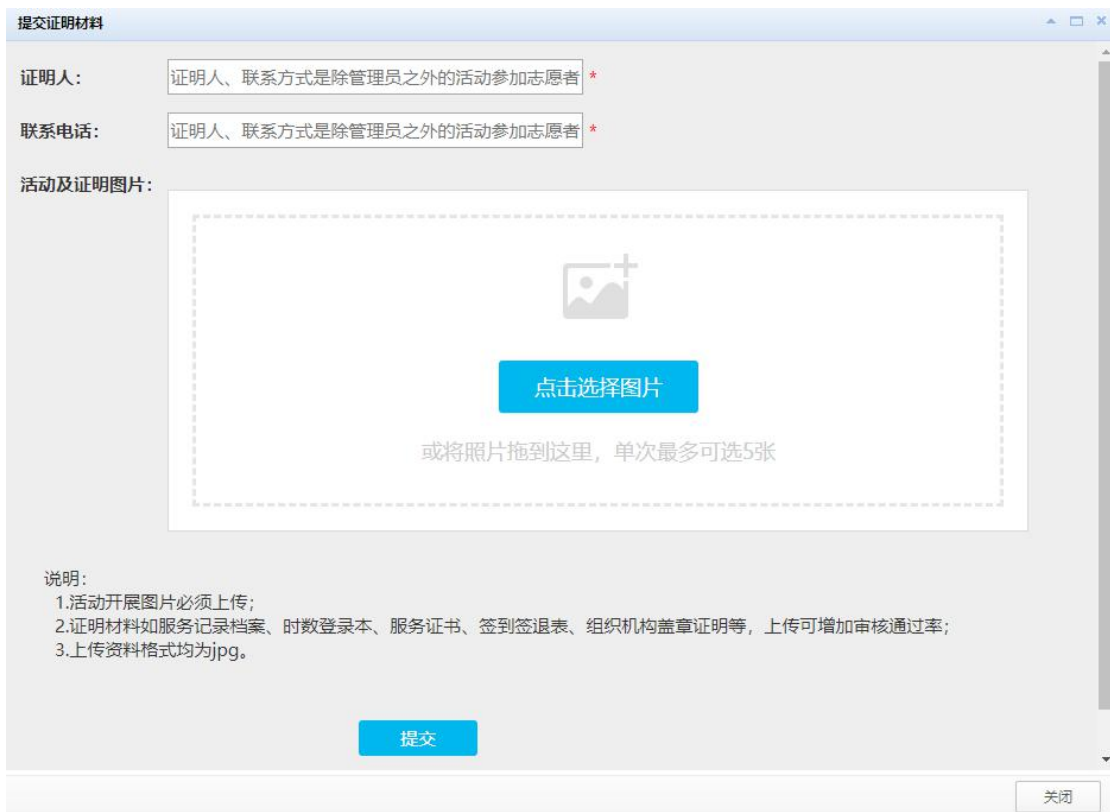 提交证明材料
证明人: 证明人、联系方式是除管理员之外的活动参加志愿者 *
联系电话: 证明人、联系方式是除管理员之外的活动参加志愿者 *
活动及证明图片:
点击选择图片
或将照片拖到这里，单次最多可选5张
说明:
1.活动开展图片必须上传;
2.证明材料如服务记录档案、时数登录本、服务证书、签到签退表、组织机构盖章证明等，上传可增加审核通过率;
3.上传资料格式均为jpg。
提交
关闭